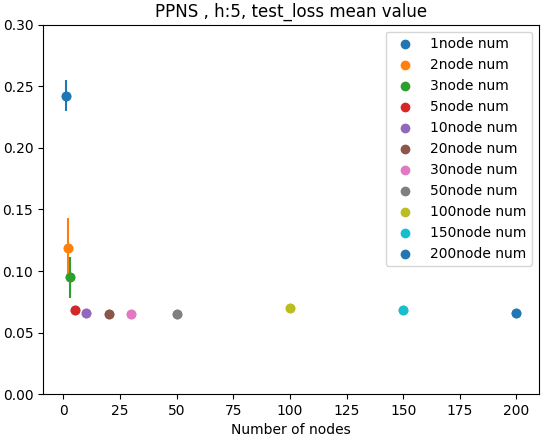 PPNS , h:5, test_loss mean value
0.30
0.25
0.20
0.15
0.10
0.05
0.00
1node num
2node num
3node num
5node num
10node num
20node num
30node num
50node num
100node num
150node num
200node num
0 25 50 75 100 125 150 175 200
Number of nodes